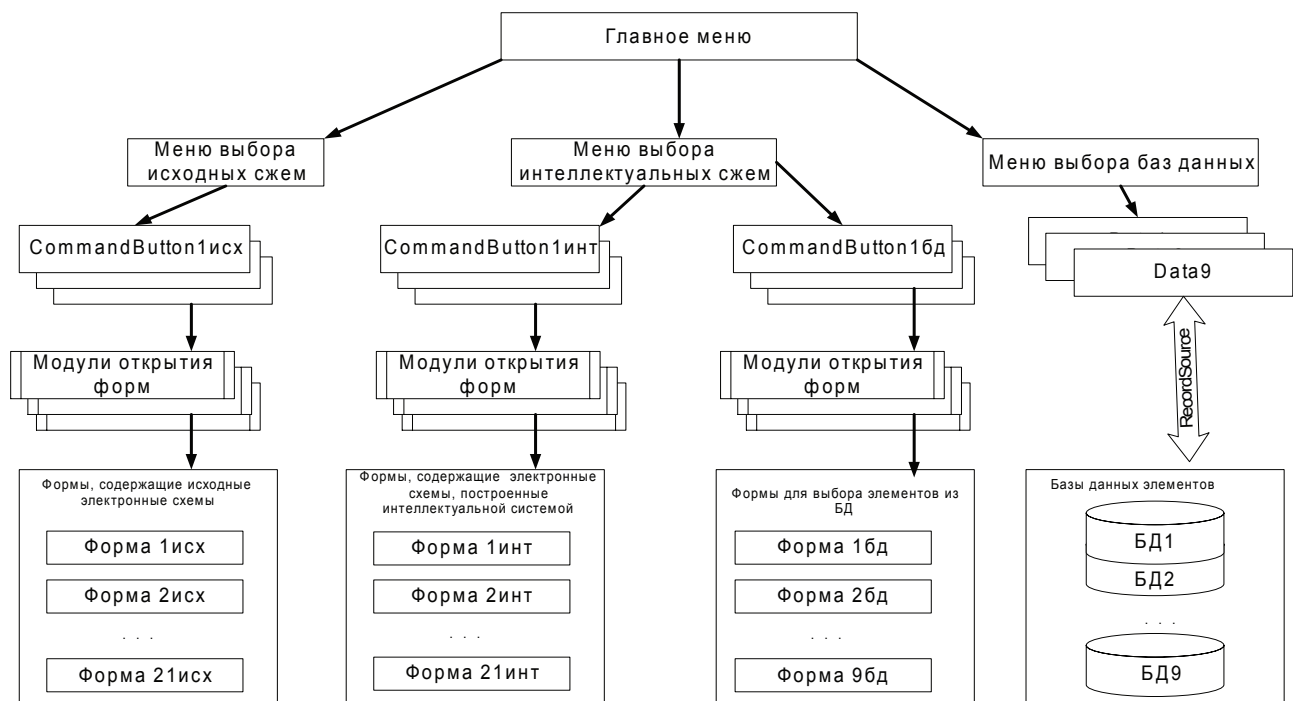 Главное меню
Меню выбора
исходных сжем
Меню выбора
интеллектуальных сжем
Меню выбора баз данных
CommandButton1исх
CommandButton1инт
CommandButton1бд
Data9
Модули открытия
форм
Модули открытия
форм
Модули открытия
форм
RecordSource
Формы, содержащие исходные
электронные схемы
Форма 1исх
Форма 2исх
. . .
Форма 21исх
Формы, содержащие электронные
схемы, построенные
интеллектуальной системой
Форма 1инт
Форма 2инт
. . .
Форма 21инт
Формы для выбора элементов из
БД
Форма 1бд
Форма 2бд
. . .
Форма 9бд
Базы данных элементов
БД1
БД2
. . .
БД9